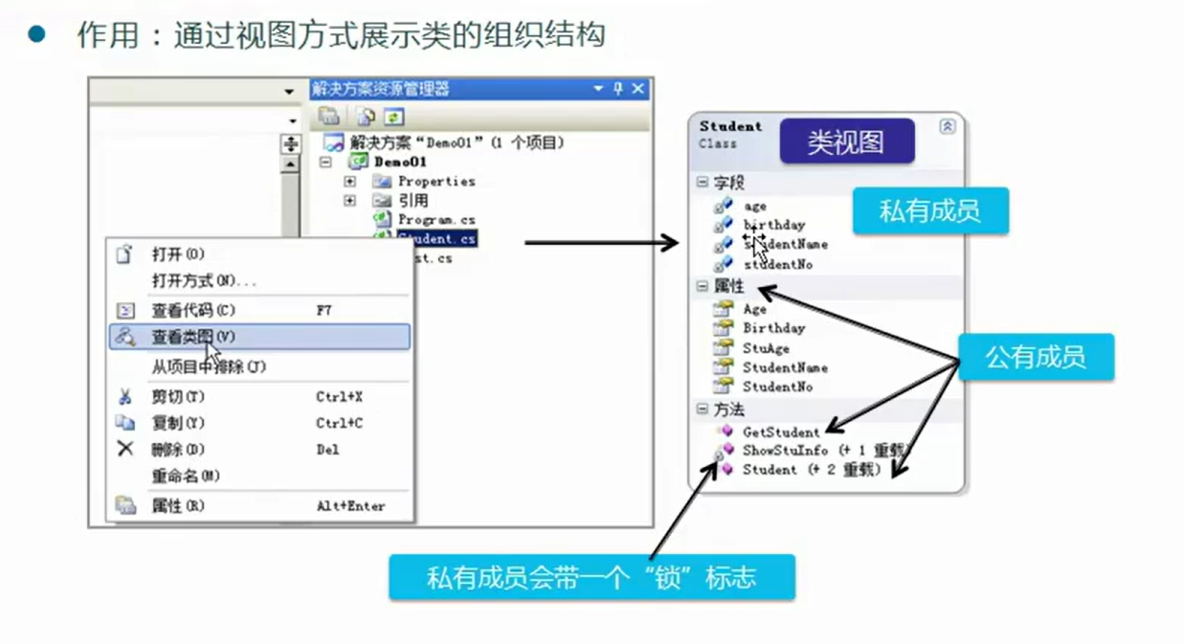 作用：通过视图方式展示类的组织结构
解决方案资源管理器
解决方案“Demo01”(1 个项目)
Demo01
Properties
引用
Program.cs
Student.cs
st.cs
打开(O)
打开方式(N)...
查看代码(C) F7
查看类图(V)
从项目中排除(J)
剪切(T) Ctrl+X
复制(Y) Ctrl+C
删除(D) Del
重命名(M)
属性(R) Alt+Enter
Student
Class
类视图
字段
age
birthday
studentName
studentNo
私有成员
属性
Age
Birthday
StuAge
StudentName
StudentNo
公有成员
方法
GetStudent
ShowStuInfo (+ 1 重载)
Student (+ 2 重载)
私有成员会带一个“锁”标志